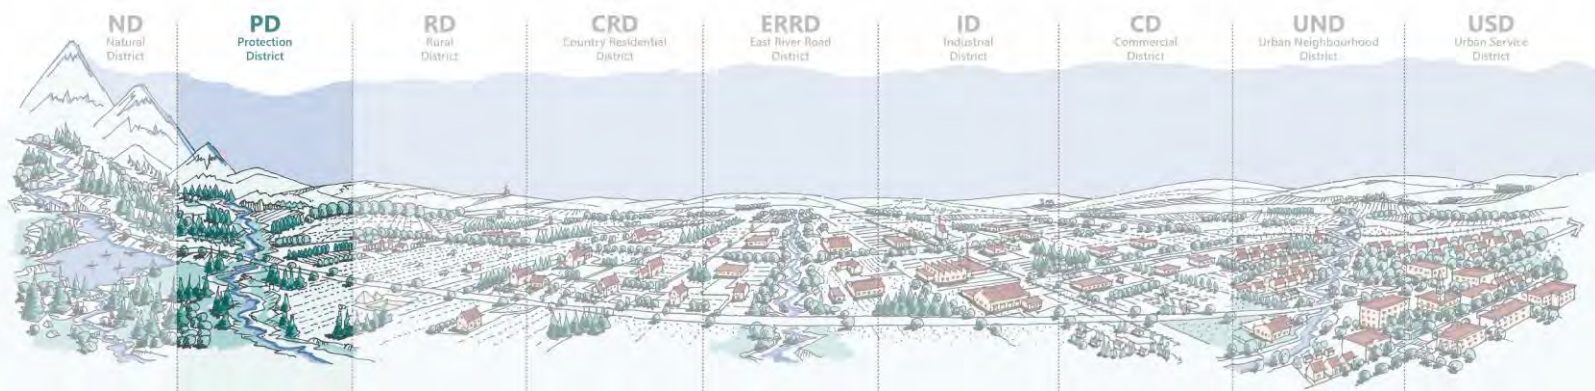 ND
Natural
District
PD
Protection
District
RD
Rural
District
CRD
Country Residential
District
ERRD
East River Road
District
ID
Industrial
District
CD
Commercial
District
UND
Urban Neighbourhood
District
USD
Urban Service
District